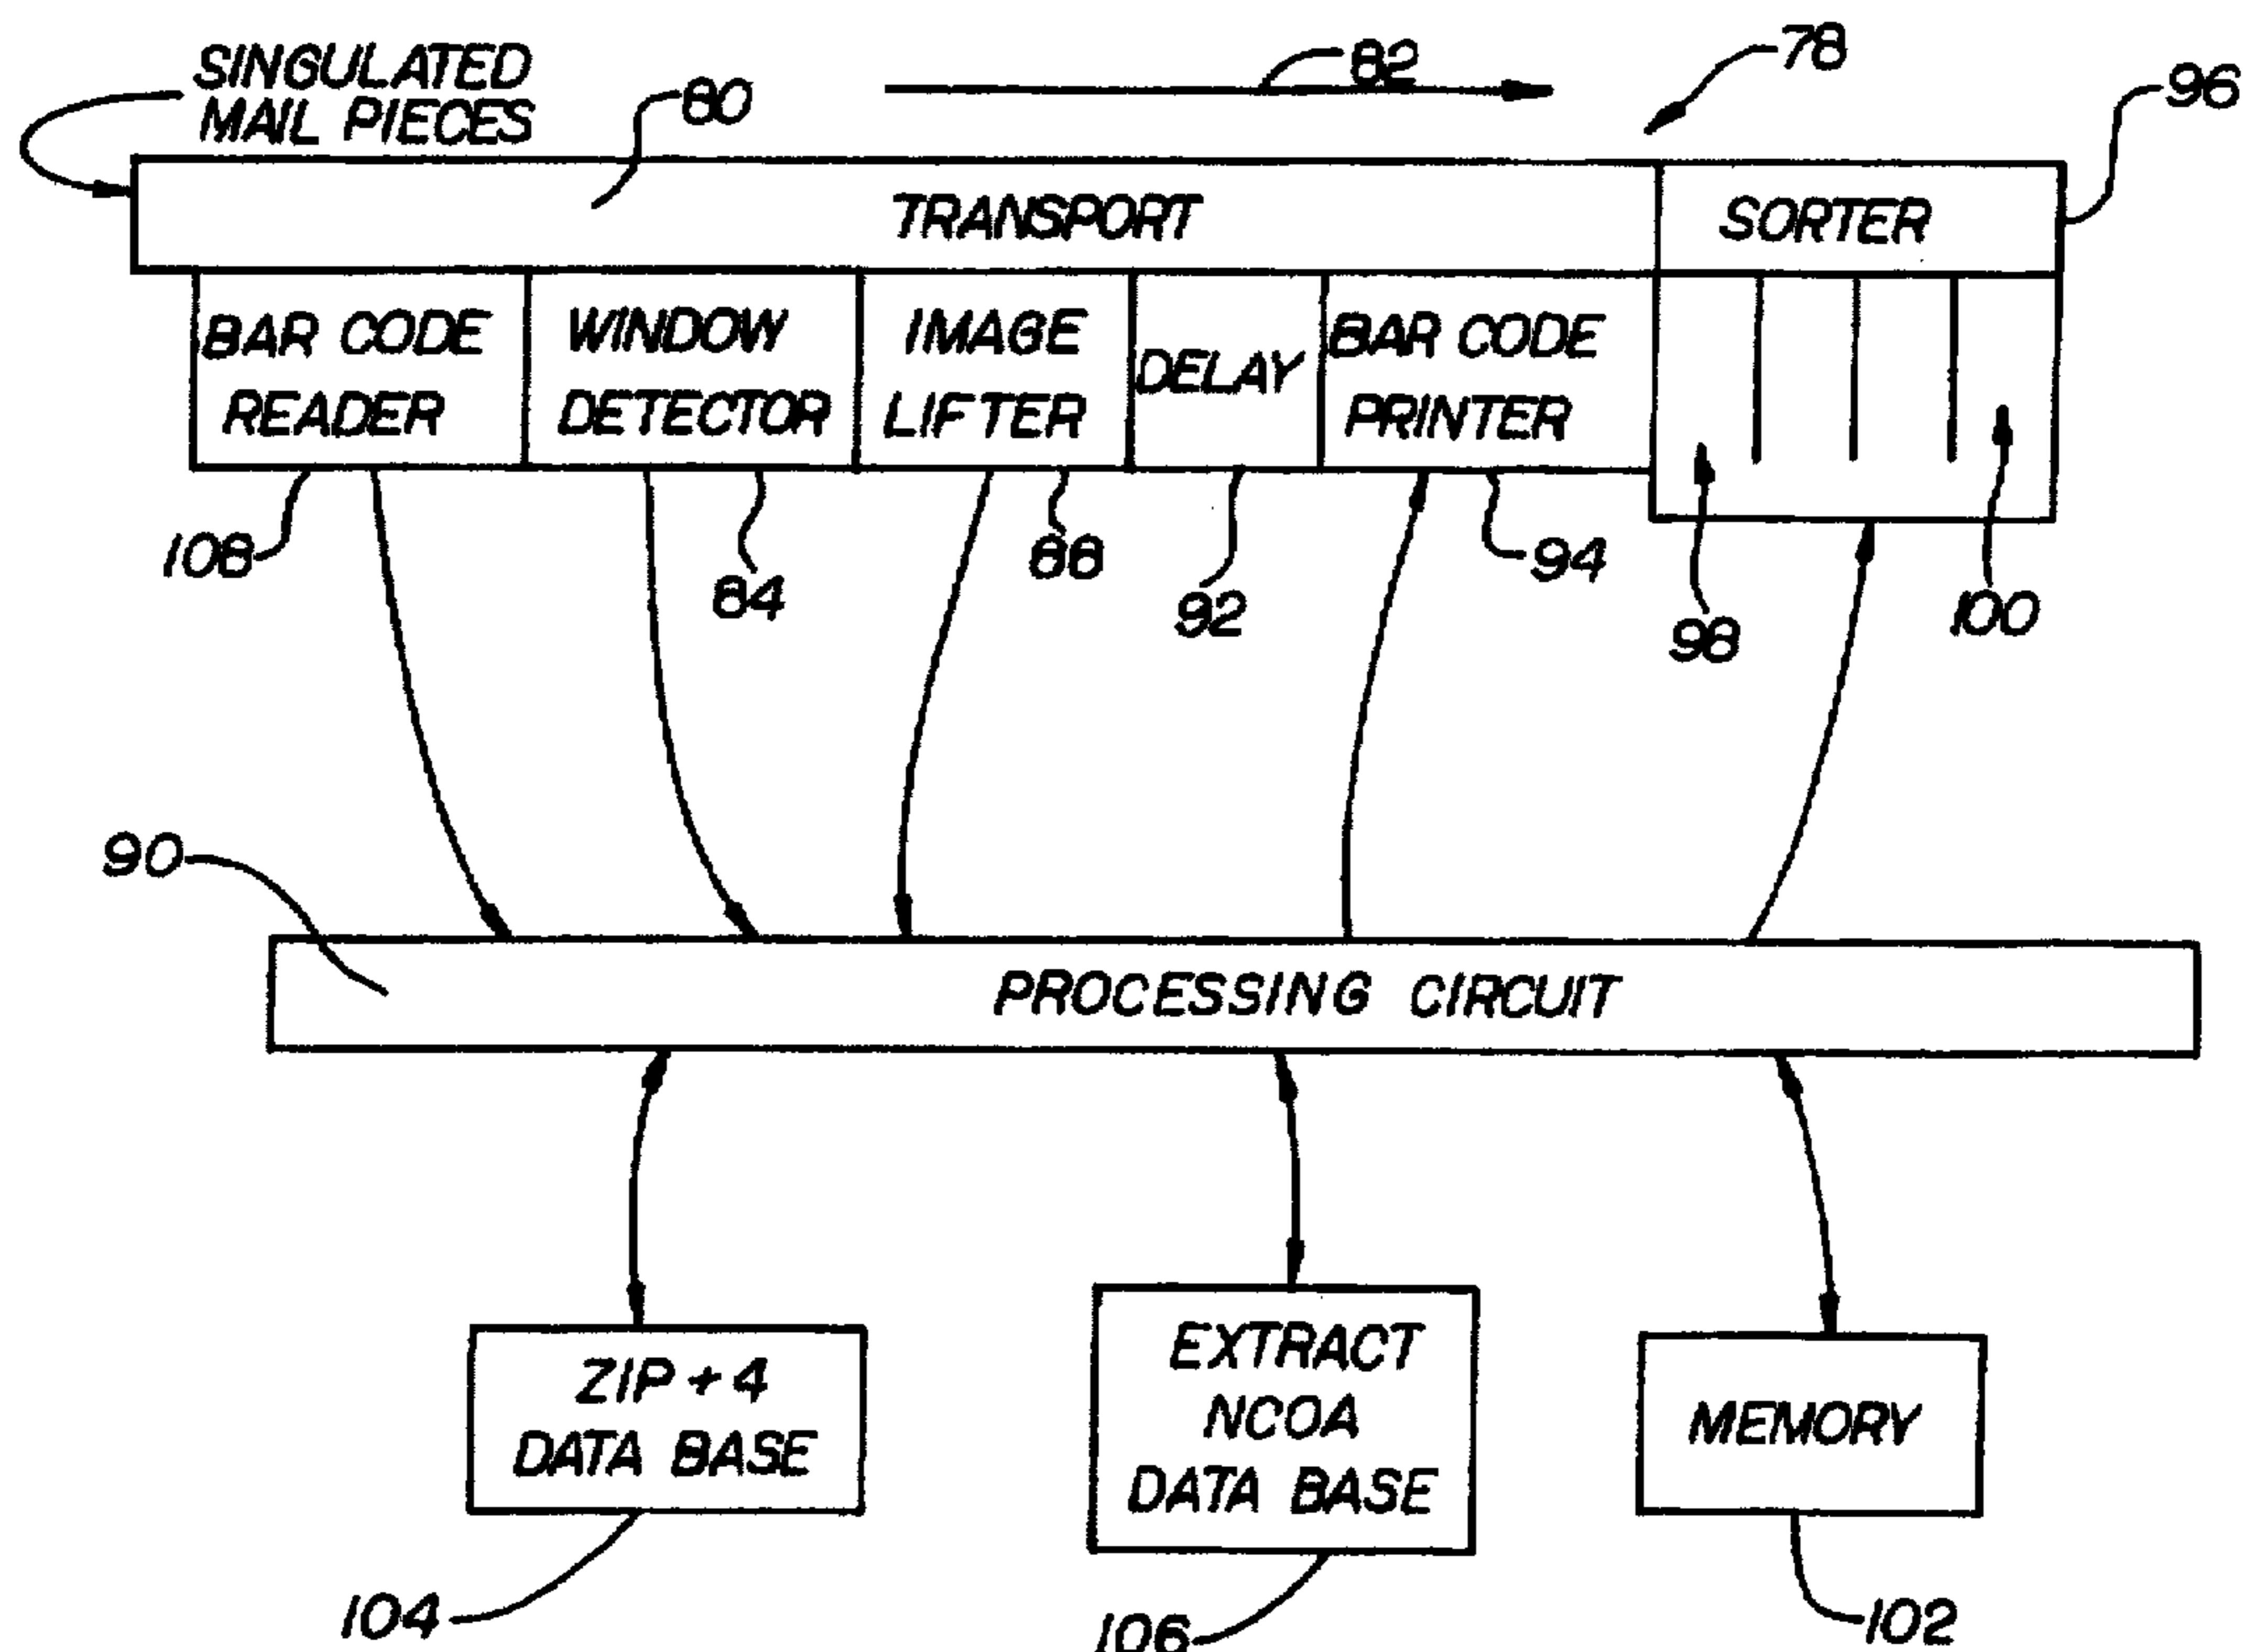 SINGULATED
MAIL PIECES
80
82
78
96
TRANSPORT
SORTER
BAR CODE
READER
WINDOW
DETECTOR
IMAGE
LIFTER
DELAY
BAR CODE
PRINTER
108
84
88
92
94
98
100
90
PROCESSING CIRCUIT
ZIP + 4
DATA BASE
EXTRACT
NCOA
DATA BASE
MEMORY
104
106
102